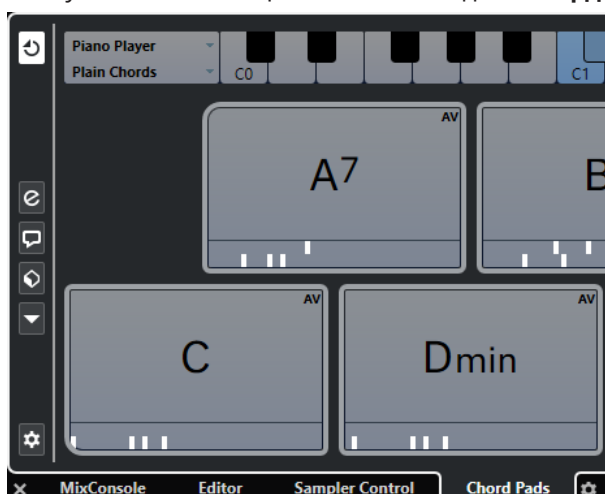 Piano Player
Plain Chords
C0
C1
AV
A7
B
AV
C
AV
Dmin
MixConsole Editor Sampler Control Chord Pads